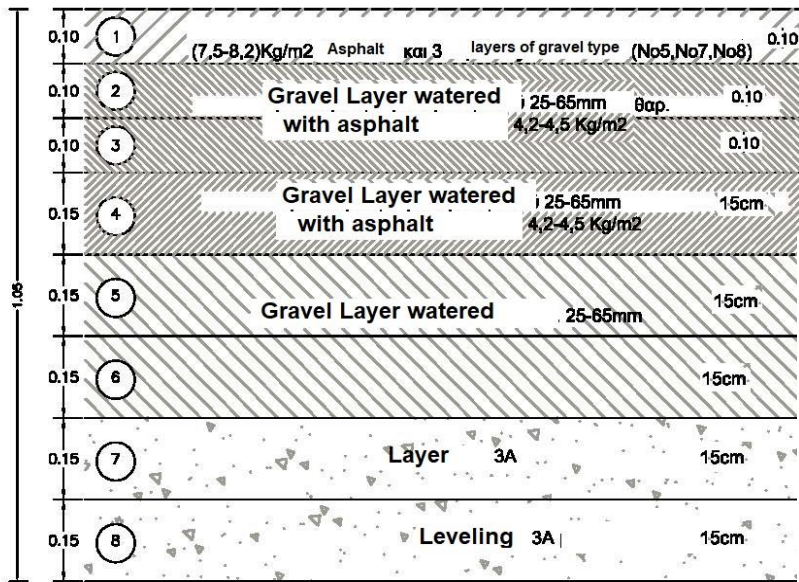 0.10 1 (7,5-8,2)Kg/m2 Asphalt και 3 layers of gravel type (No5,No7,No8) 0.10
0.10 2 Gravel Layer watered 25-65mm θαρ. 0.10
with asphalt 4,2-4,5 Kg/m2
0.10 3 0.10
0.15 4 Gravel Layer watered 25-65mm 15cm
with asphalt 4,2-4,5 Kg/m2
0.15 5 Gravel Layer watered 25-65mm 15cm
1.05
0.15 6 15cm
0.15 7 Layer 3A 15cm
0.15 8 Leveling 3A 15cm